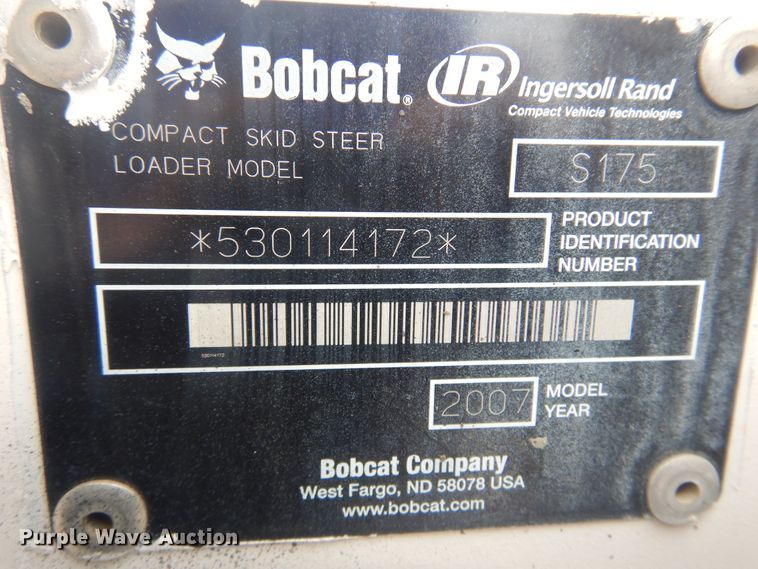 Bobcat® IR Ingersoll Rand
Compact Vehicle Technologies
COMPACT SKID STEER
LOADER MODEL
S175
*530114172*
PRODUCT
IDENTIFICATION
NUMBER
530114172
2007
MODEL
YEAR
Bobcat Company
West Fargo, ND 58078 USA
www.bobcat.com
Purple Wave Auction